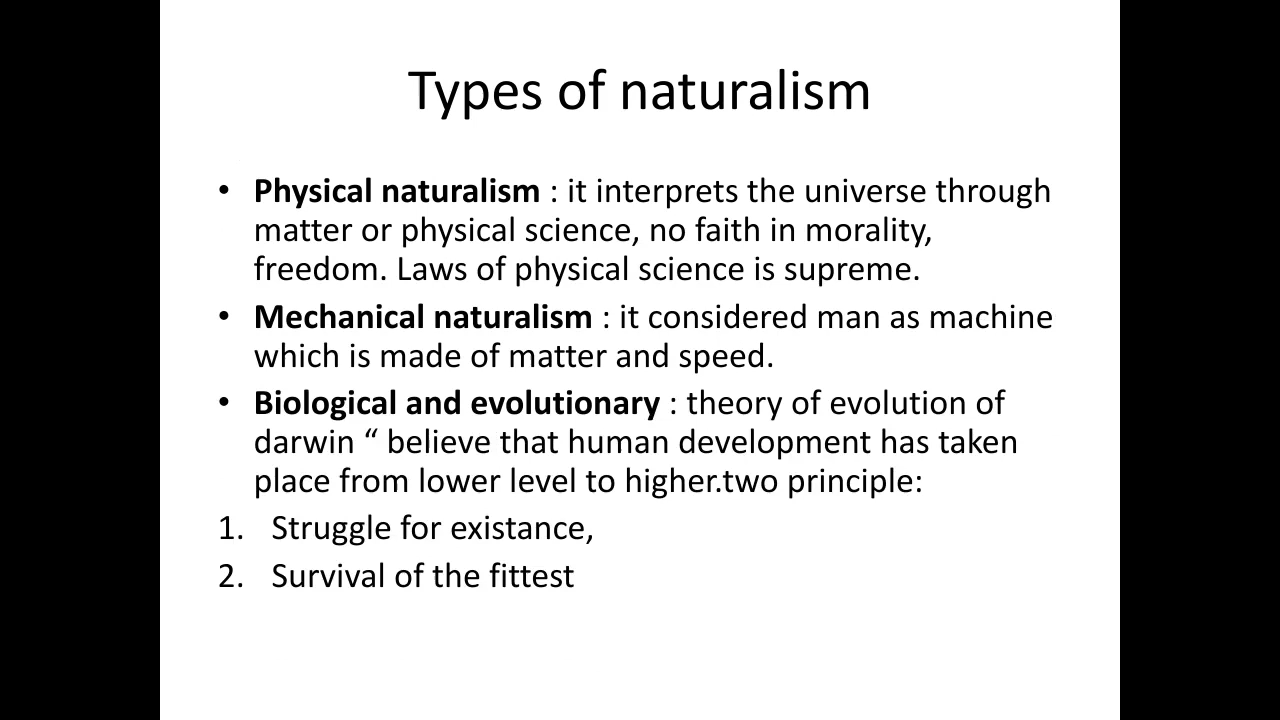 Types of naturalism
• Physical naturalism : it interprets the universe through
matter or physical science, no faith in morality,
freedom. Laws of physical science is supreme.
• Mechanical naturalism : it considered man as machine
which is made of matter and speed.
• Biological and evolutionary : theory of evolution of
darwin “ believe that human development has taken
place from lower level to higher.two principle:
1. Struggle for existance,
2. Survival of the fittest